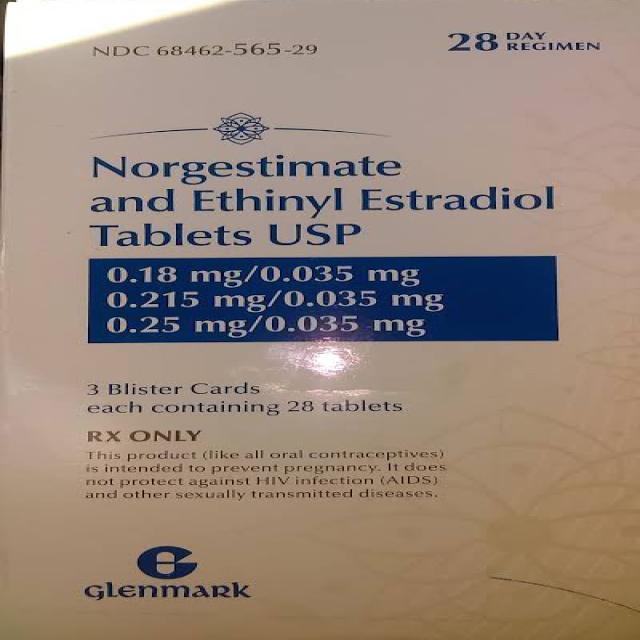 NDC 68462-565-29
28 DAY REGIMEN
Norgestimate
and Ethinyl Estradiol
Tablets USP
0.18 mg/0.035 mg
0.215 mg/0.035 mg
0.25 mg/0.035 mg
3 Blister Cards
each containing 28 tablets
RX ONLY
This product (like all oral contraceptives)
is intended to prevent pregnancy. It does
not protect against HIV infection (AIDS)
and other sexually transmitted diseases.
glenmark